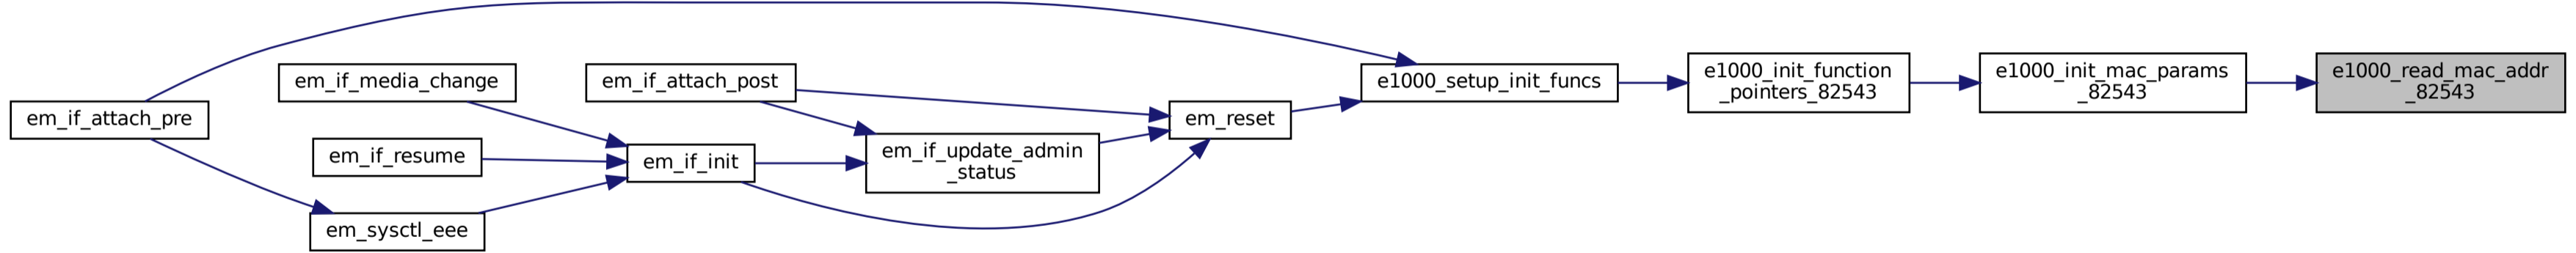 em_if_attach_pre
em_if_media_change
em_if_resume
em_sysctl_eee
em_if_attach_post
em_if_init
em_if_update_admin
_status
em_reset
e1000_setup_init_funcs
e1000_init_function
_pointers_82543
e1000_init_mac_params
_82543
e1000_read_mac_addr
_82543